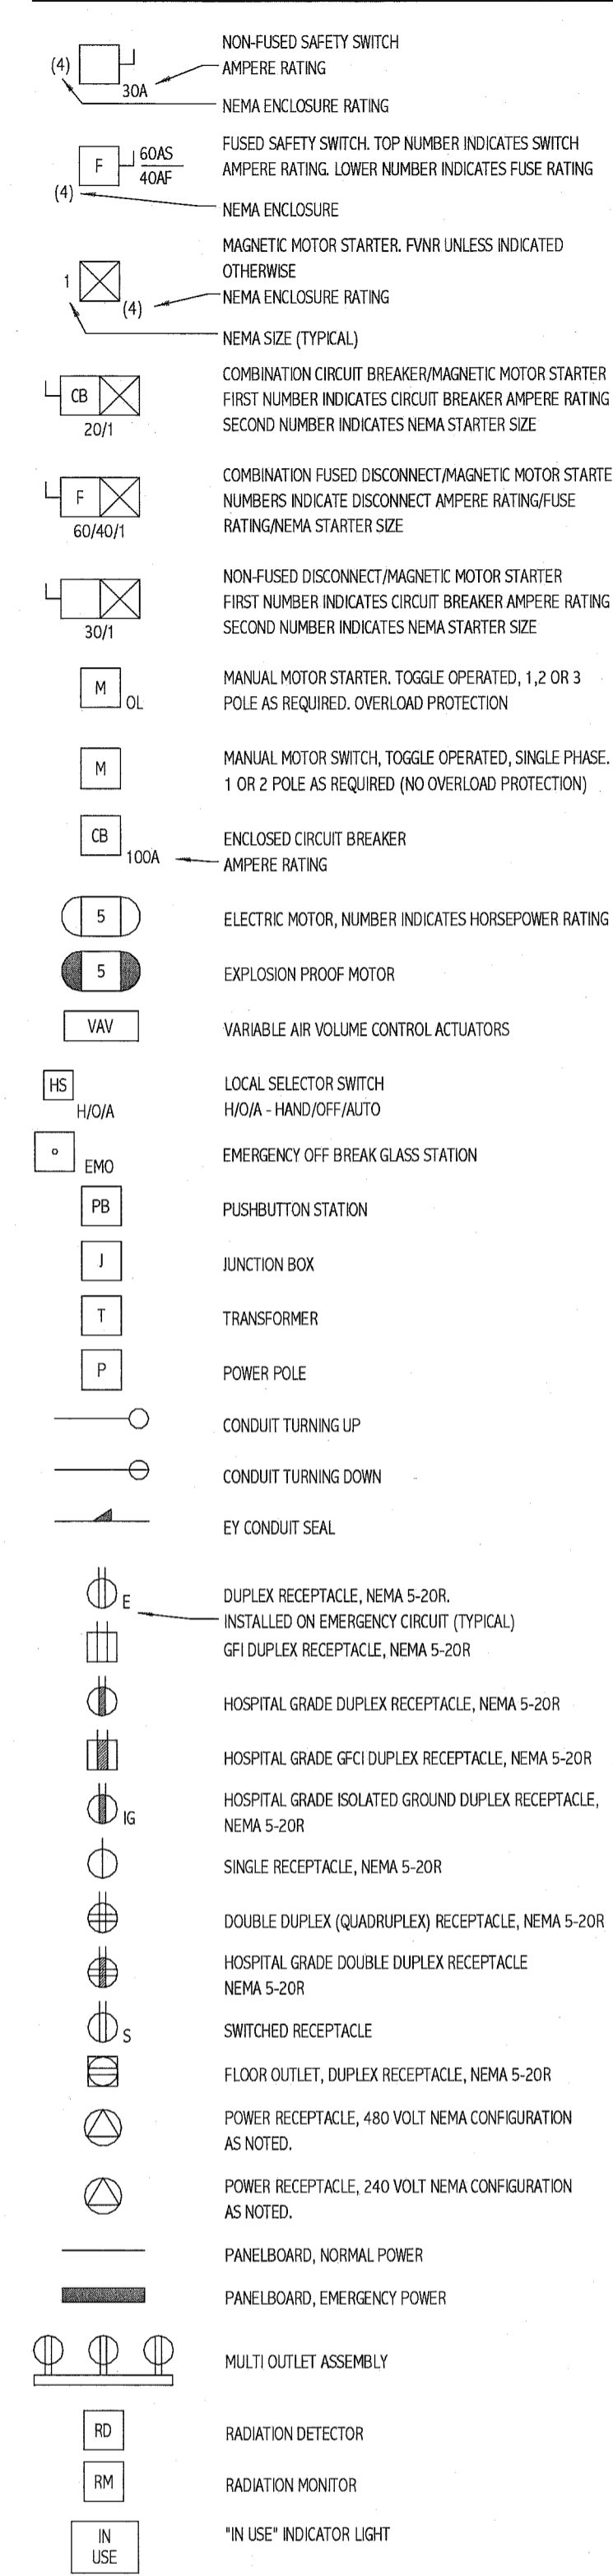 NON-FUSED SAFETY SWITCH
(4)
AMPERE RATING
30A
NEMA ENCLOSURE RATING
FUSED SAFETY SWITCH. TOP NUMBER INDICATES SWITCH
F
60AS
AMPERE RATING. LOWER NUMBER INDICATES FUSE RATING
40AF
(4)
NEMA ENCLOSURE
MAGNETIC MOTOR STARTER. FVNR UNLESS INDICATED
OTHERWISE
1
NEMA ENCLOSURE RATING
(4)
NEMA SIZE (TYPICAL)
COMBINATION CIRCUIT BREAKER/MAGNETIC MOTOR STARTER
CB
FIRST NUMBER INDICATES CIRCUIT BREAKER AMPERE RATING
SECOND NUMBER INDICATES NEMA STARTER SIZE
20/1
COMBINATION FUSED DISCONNECT/MAGNETIC MOTOR STARTE
F
NUMBERS INDICATE DISCONNECT AMPERE RATING/FUSE
RATING/NEMA STARTER SIZE
60/40/1
NON-FUSED DISCONNECT/MAGNETIC MOTOR STARTER
FIRST NUMBER INDICATES CIRCUIT BREAKER AMPERE RATING
SECOND NUMBER INDICATES NEMA STARTER SIZE
30/1
M
OL
MANUAL MOTOR STARTER. TOGGLE OPERATED, 1,2 OR 3
POLE AS REQUIRED. OVERLOAD PROTECTION
M
MANUAL MOTOR SWITCH, TOGGLE OPERATED, SINGLE PHASE.
1 OR 2 POLE AS REQUIRED (NO OVERLOAD PROTECTION)
CB
100A
ENCLOSED CIRCUIT BREAKER
AMPERE RATING
5
ELECTRIC MOTOR, NUMBER INDICATES HORSEPOWER RATING
5
EXPLOSION PROOF MOTOR
VAV
VARIABLE AIR VOLUME CONTROL ACTUATORS
HS
H/O/A
LOCAL SELECTOR SWITCH
H/O/A - HAND/OFF/AUTO
EMO
EMERGENCY OFF BREAK GLASS STATION
PB
PUSHBUTTON STATION
J
JUNCTION BOX
T
TRANSFORMER
P
POWER POLE
CONDUIT TURNING UP
CONDUIT TURNING DOWN
EY CONDUIT SEAL
E
DUPLEX RECEPTACLE, NEMA 5-20R.
INSTALLED ON EMERGENCY CIRCUIT (TYPICAL)
GFI DUPLEX RECEPTACLE, NEMA 5-20R
HOSPITAL GRADE DUPLEX RECEPTACLE, NEMA 5-20R
HOSPITAL GRADE GFCI DUPLEX RECEPTACLE, NEMA 5-20R
IG
HOSPITAL GRADE ISOLATED GROUND DUPLEX RECEPTACLE,
NEMA 5-20R
SINGLE RECEPTACLE, NEMA 5-20R
DOUBLE DUPLEX (QUADRUPLEX) RECEPTACLE, NEMA 5-20R
HOSPITAL GRADE DOUBLE DUPLEX RECEPTACLE
NEMA 5-20R
S
SWITCHED RECEPTACLE
FLOOR OUTLET, DUPLEX RECEPTACLE, NEMA 5-20R
POWER RECEPTACLE, 480 VOLT NEMA CONFIGURATION
AS NOTED.
POWER RECEPTACLE, 240 VOLT NEMA CONFIGURATION
AS NOTED.
PANELBOARD, NORMAL POWER
PANELBOARD, EMERGENCY POWER
MULTI OUTLET ASSEMBLY
RD
RADIATION DETECTOR
RM
RADIATION MONITOR
IN
USE
"IN USE" INDICATOR LIGHT